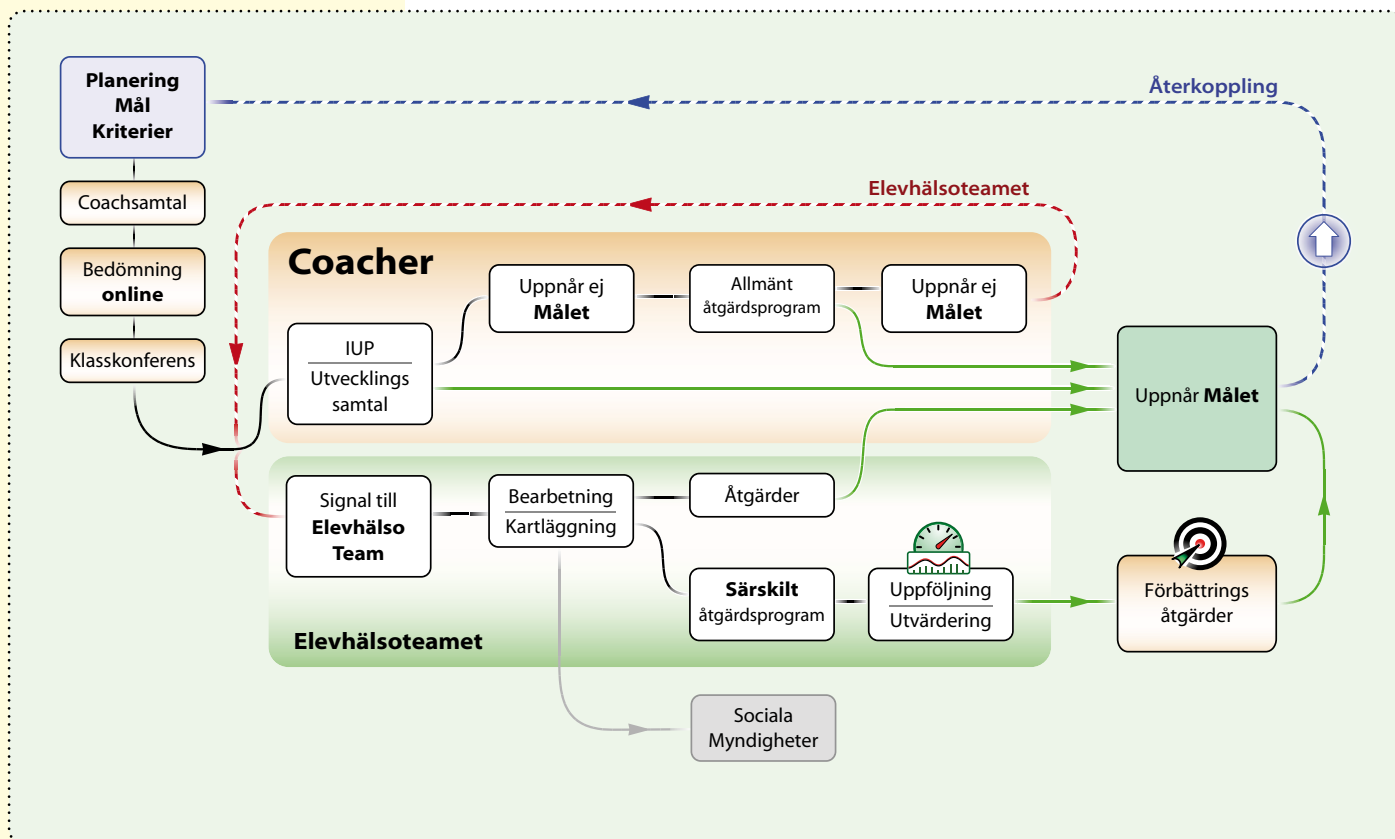 Planering
Mål
Kriterier
Återkoppling
Coachsamtal
Elevhälsoteamet
Bedömning
online
Klasskonferens
Coacher
Uppnår ej
Målet
Allmänt
åtgärdsprogram
Uppnår ej
Målet
IUP
Utvecklings
samtal
Uppnår Målet
Signal till
Elevhälso
Team
Bearbetning
Kartläggning
Åtgärder
Särskilt
åtgärdsprogram
Uppföljning
Utvärdering
Förbättrings
åtgärder
Elevhälsoteamet
Sociala
Myndigheter